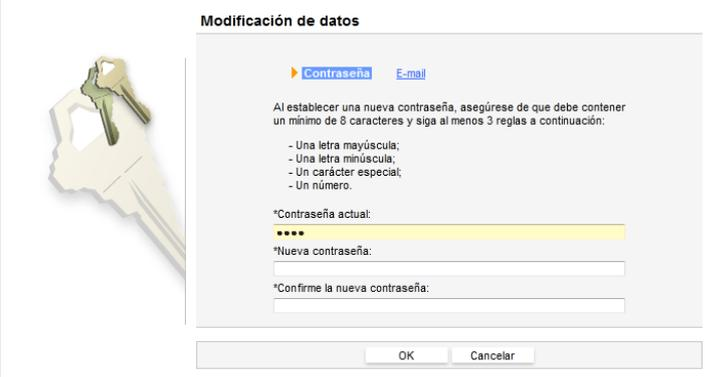 Modificación de datos
Contraseña E-mail
Al establecer una nueva contraseña, asegúrese de que debe contener
un mínimo de 8 caracteres y siga al menos 3 reglas a continuación:
- Una letra mayúscula;
- Una letra minúscula;
- Un carácter especial;
- Un número.
*Contraseña actual:
••••
*Nueva contraseña:
*Confirme la nueva contraseña:
OK Cancelar